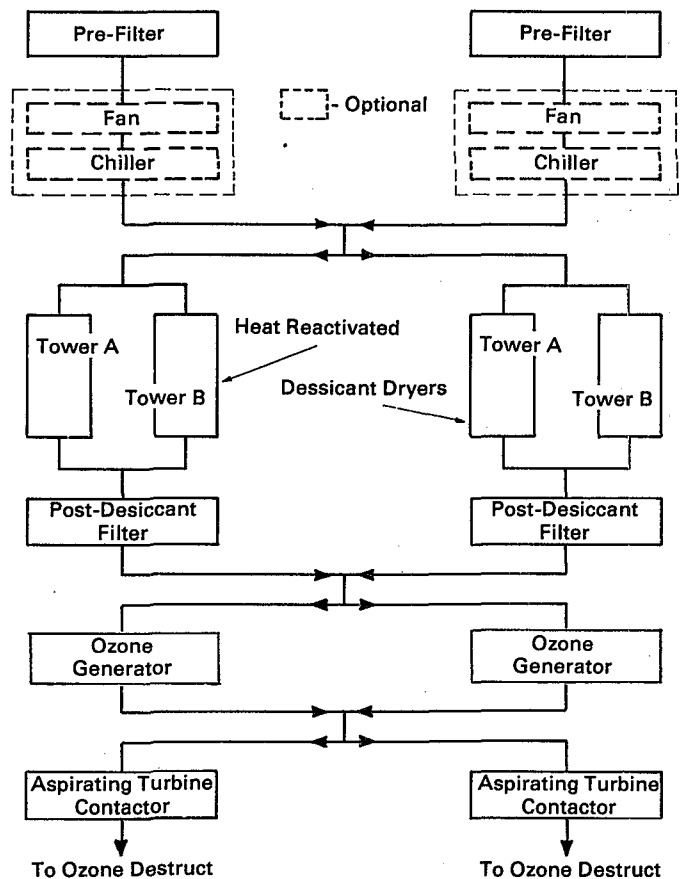 Pre-Filter
Pre-Filter
Fan
- Optional
Fan
Chiller
Chiller
Tower A
Heat Reactivated
Tower A
Tower B
Dessicant Dryers
Tower B
Post-Desiccant
Filter
Post-Desiccant
Filter
Ozone
Generator
Ozone
Generator
Aspirating Turbine
Contactor
Aspirating Turbine
Contactor
To Ozone Destruct
To Ozone Destruct